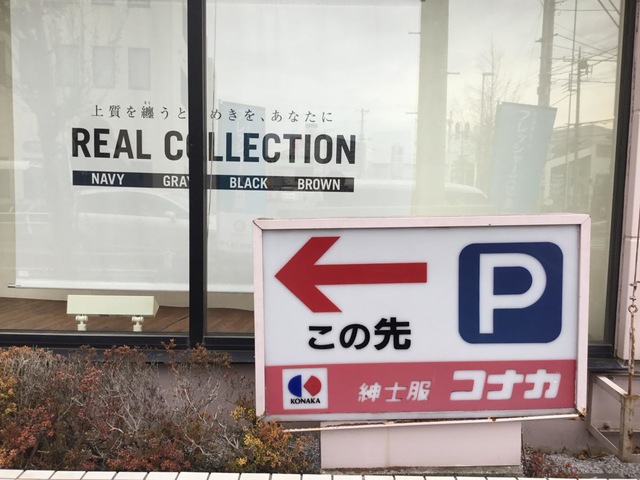 上質を纏うときめきを、あなたに
REAL COLLECTION
NAVY GRAY BLACK BROWN
P
この先
KONAKA 紳士服 コナカ